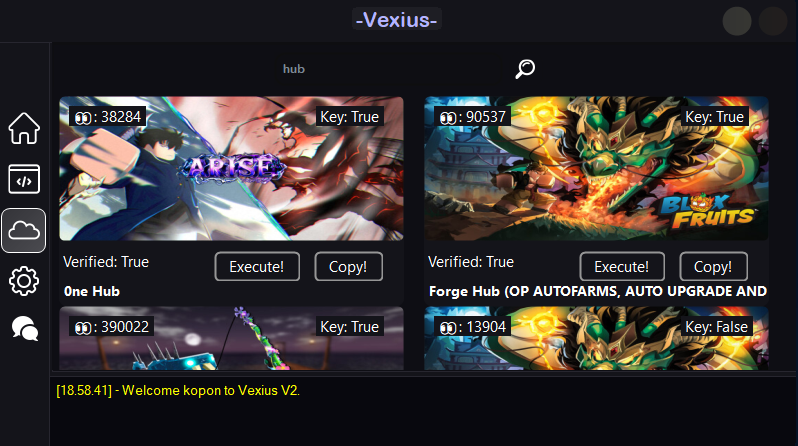 -Vexius-
hub
: 38284
Key: True
: 90537
Key: True
ARISE
BLOX
FRUITS
Verified: True
Execute!
Copy!
Verified: True
Execute!
Copy!
0ne Hub
Forge Hub (OP AUTOFARMS, AUTO UPGRADE AND
: 390022
Key: True
: 13904
Key: False
[18.58.41] - Welcome kopon to Vexius V2.